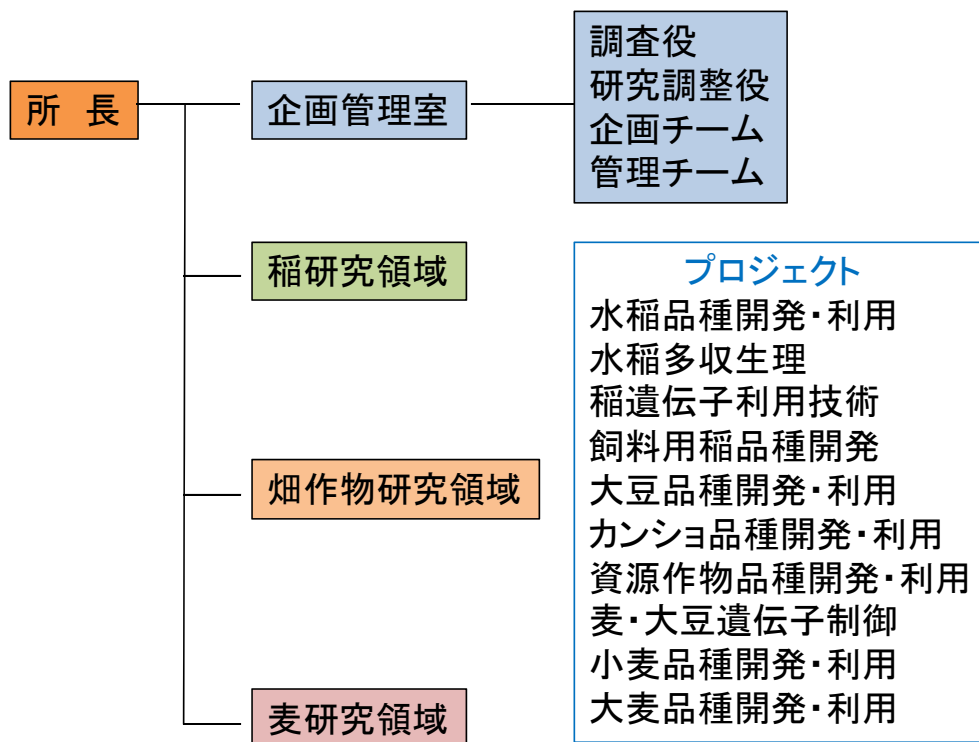 所 長
企画管理室
調査役
研究調整役
企画チーム
管理チーム
稲研究領域
畑作物研究領域
麦研究領域
プロジェクト
水稲品種開発・利用
水稲多収生理
稲遺伝子利用技術
飼料用稲品種開発
大豆品種開発・利用
カンショ品種開発・利用
資源作物品種開発・利用
麦・大豆遺伝子制御
小麦品種開発・利用
大麦品種開発・利用